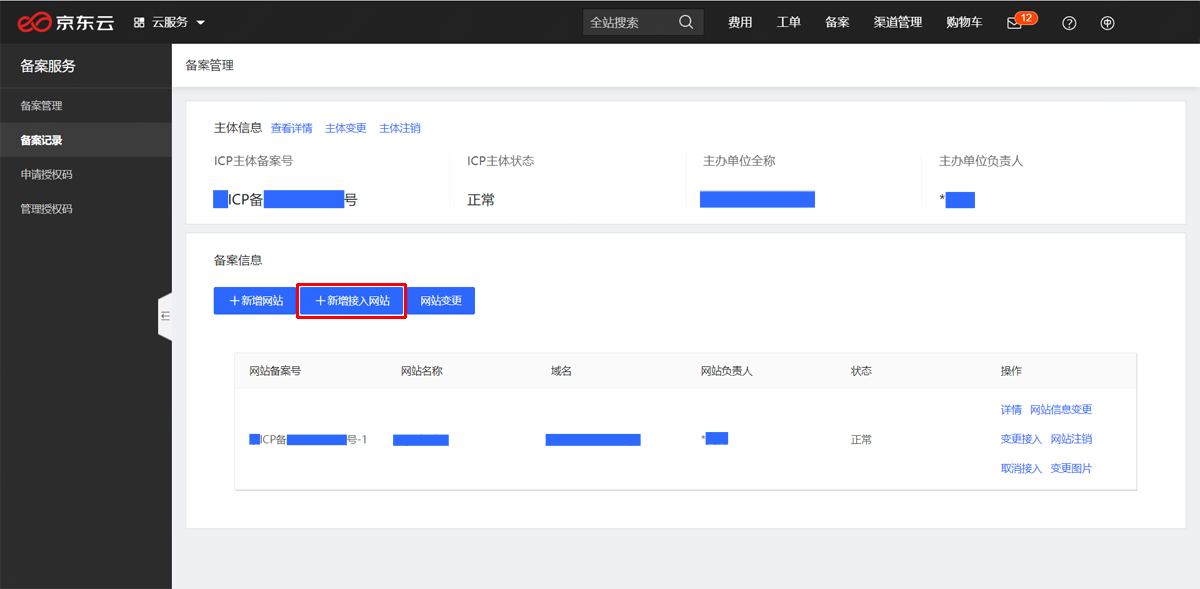 京东云 云服务 全站搜索 费用 工单 备案 渠道管理 购物车 12
备案服务
备案管理
备案记录
申请授权码
管理授权码
备案管理
主体信息 查看详情 主体变更 主体注销
ICP主体备案号 ICP主体状态 主办单位全称 主办单位负责人
ICP备 号 正常 *
备案信息
+新增网站 +新增接入网站 网站变更
网站备案号 网站名称 域名 网站负责人 状态 操作
详情 网站信息变更
ICP备 号-1 * 正常 变更接入 网站注销
取消接入 变更图片